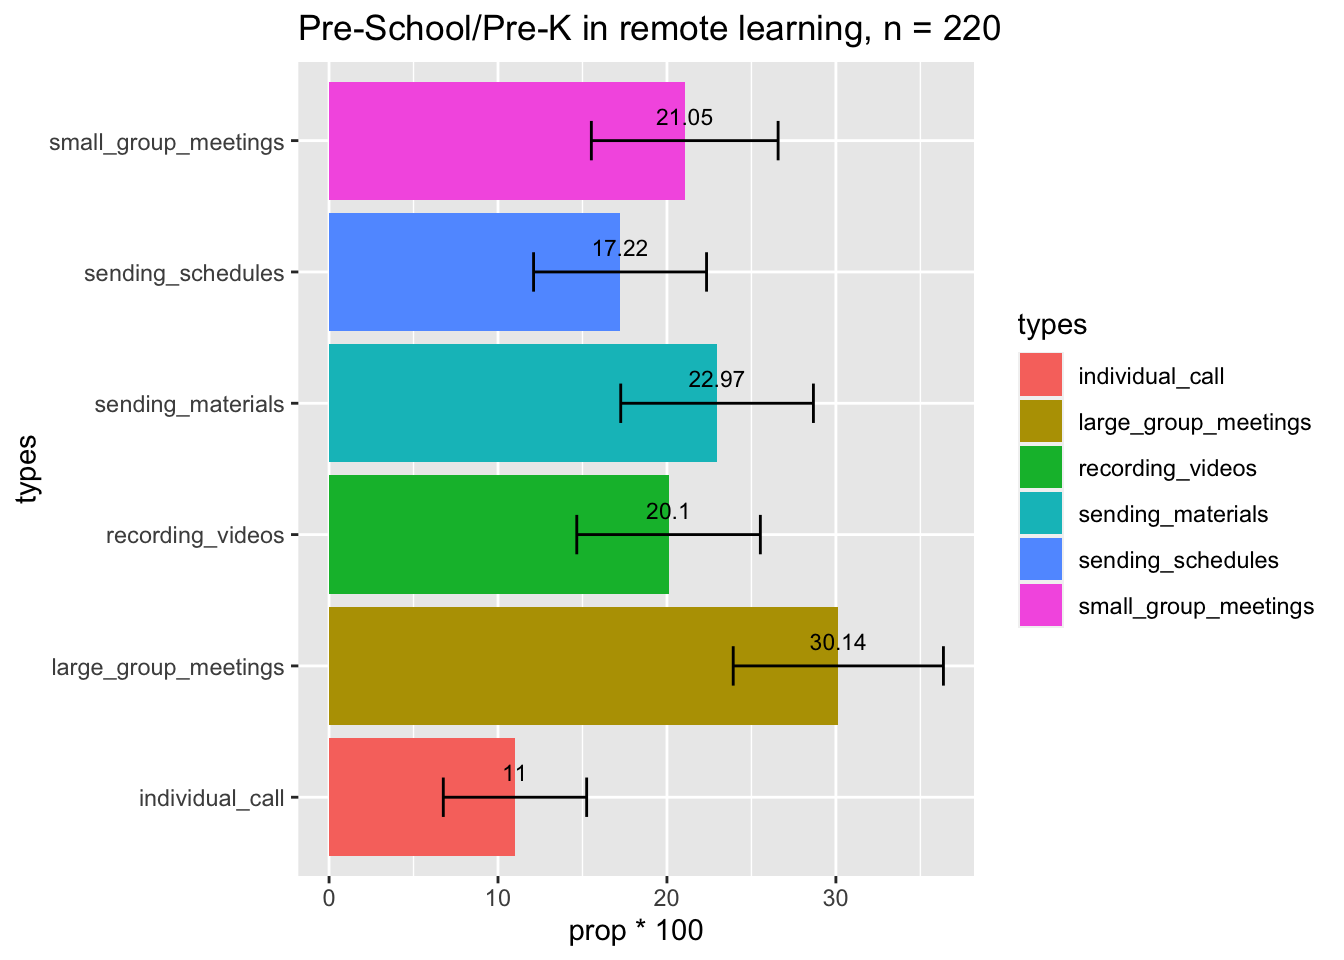 Pre-School/Pre-K in remote learning, n = 220
types
small_group_meetings
21.05
sending_schedules
17.22
sending_materials
22.97
recording_videos
20.1
large_group_meetings
30.14
individual_call
11
0 10 20 30
prop * 100
types
individual_call
large_group_meetings
recording_videos
sending_materials
sending_schedules
small_group_meetings